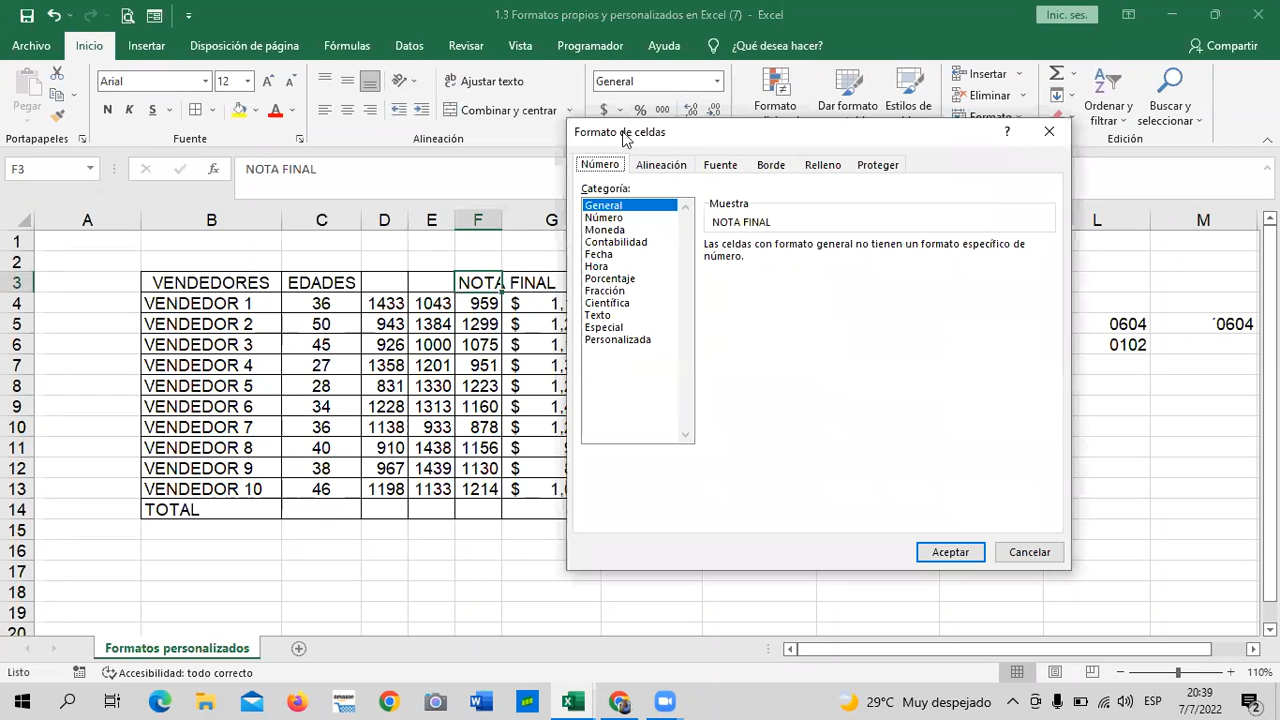 1.3 Formatos propios y personalizados en Excel (7) - Excel
Inic. ses.
Archivo Inicio Insertar Disposición de página Fórmulas Datos Revisar Vista Programador Ayuda ¿Qué desea hacer? Compartir
Pegar
Arial 12
N K S
Ajustar texto
Combinar y centrar
General
$ % 000
Formato
Dar formato
Estilos de
Insertar
Eliminar
Formato
Ordenar y
filtrar
Buscar y
seleccionar
Portapapeles Fuente Alineación Edición
F3 fx NOTA FINAL
A B C D E F G L M
1
2
3 VENDEDORES EDADES NOTA FINAL
4 VENDEDOR 1 36 1433 1043 959 $
5 VENDEDOR 2 50 943 1384 1299 $ 0604 ´0604
6 VENDEDOR 3 45 926 1000 1075 $ 0102
7 VENDEDOR 4 27 1358 1201 951 $
8 VENDEDOR 5 28 831 1330 1223 $
9 VENDEDOR 6 34 1228 1313 1160 $
10 VENDEDOR 7 36 1138 933 878 $
11 VENDEDOR 8 40 910 1438 1156 $
12 VENDEDOR 9 38 967 1439 1130 $
13 VENDEDOR 10 46 1198 1133 1214 $
14 TOTAL
15
16
17
18
19
20
Formato de celdas ?
Número Alineación Fuente Borde Relleno Proteger
Categoría:
General
Número
Moneda
Contabilidad
Fecha
Hora
Porcentaje
Fracción
Científica
Texto
Especial
Personalizada
Muestra
NOTA FINAL
Las celdas con formato general no tienen un formato específico de
número.
Aceptar Cancelar
Formatos personalizados
Listo Accesibilidad: todo correcto 110%
29°C Muy despejado ESP
20:39
7/7/2022
2